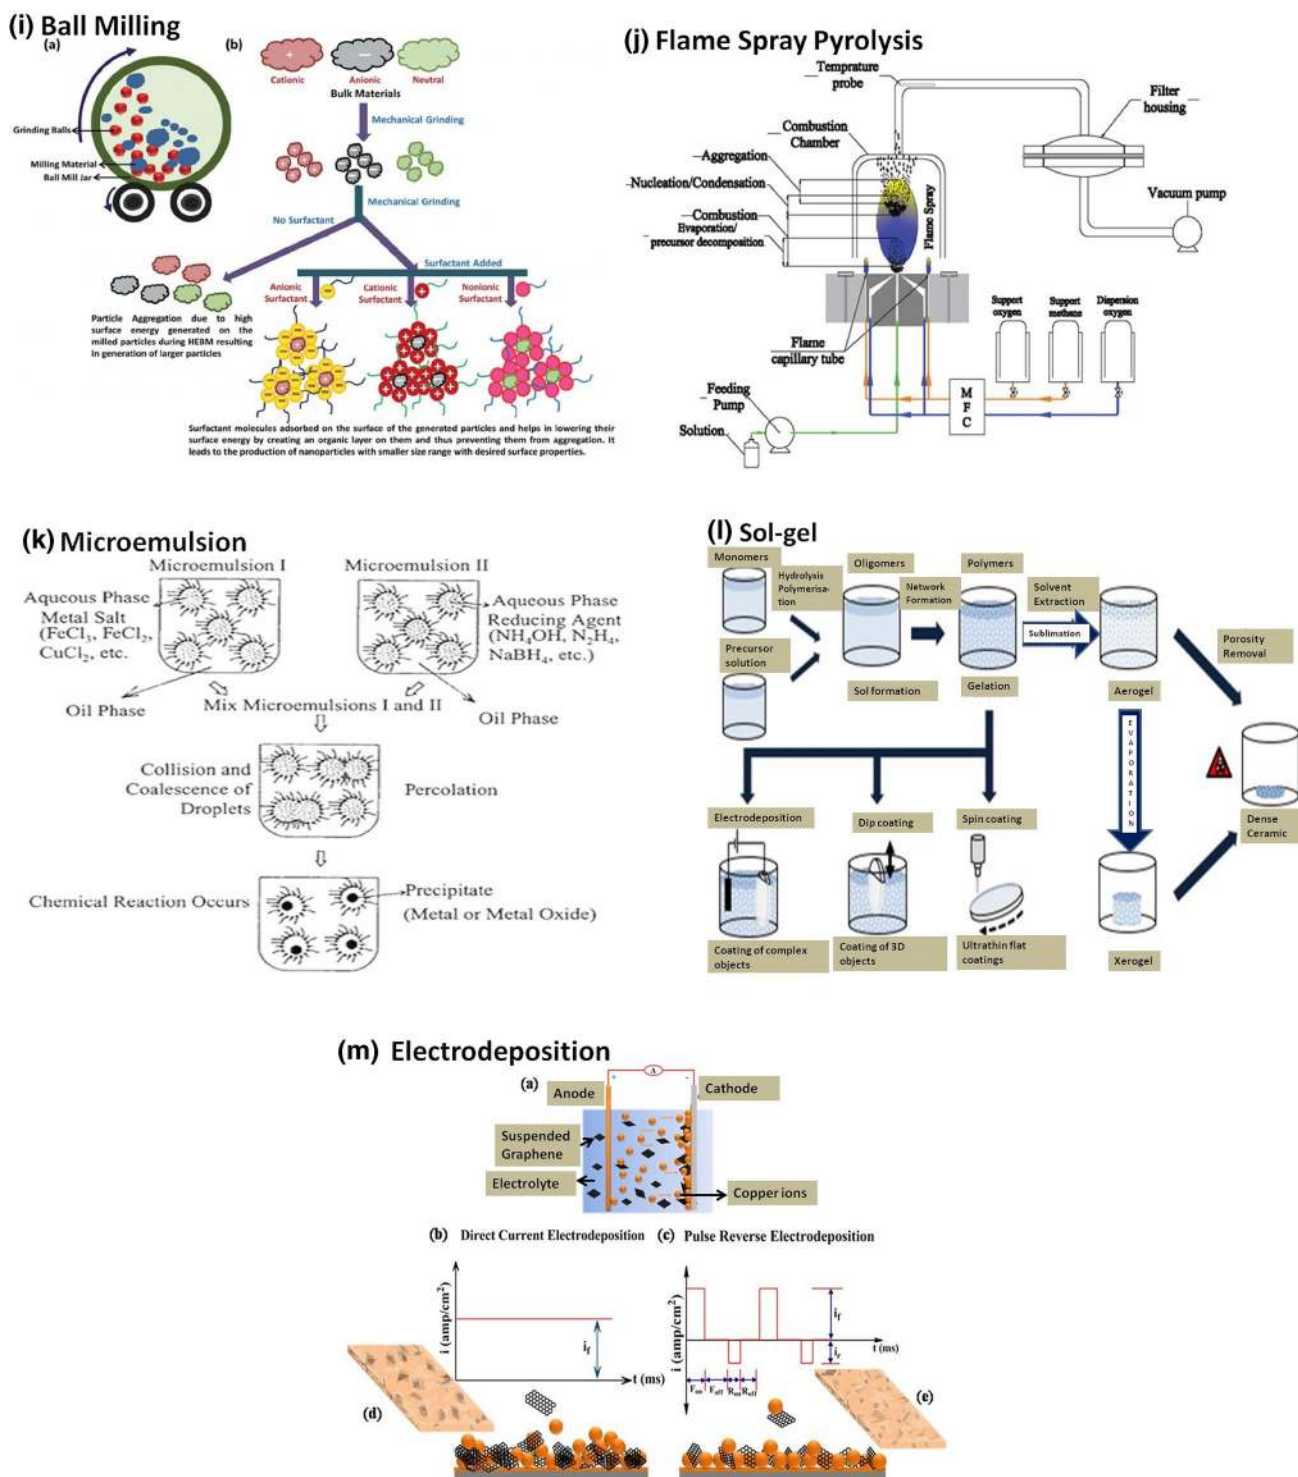 (i) Ball Milling
(a)
(b)
Cationic
Anionic
Neutral
Bulk Materials
Mechanical Grinding
Grinding Balls
Milling Material
Ball Mill Jar
Mechanical Grinding
No Surfactant
Surfactant Added
Anionic
Surfactant
Cationic
Surfactant
Nonionic
Surfactant
Particle Aggregation due to high
surface energy generated on the
milled particles during HEBM resulting
in generation of larger particles
Surfactant molecules adsorbed on the surface of the generated particles and helps in lowering their
surface energy by creating an organic layer on them and thus preventing them from aggregation. It
leads to the production of nanoparticles with smaller size range with desired surface properties.
(j) Flame Spray Pyrolysis
Temprature
probe
Filter
housing
Combustion
Chamber
Aggregation
Nucleation/Condensation
Combustion
Evaporation/
precursor decomposition
Flame Spray
Vacuum pump
Support
oxygen
Support
methane
Dispersion
oxygen
Flame
capillary tube
Feeding
Pump
Solution
M
F
C
(k) Microemulsion
Microemulsion I
Microemulsion II
Aqueous Phase
Metal Salt
(FeCl3, FeCl2,
CuCl2, etc.
Aqueous Phase
Reducing Agent
(NH4OH, N2H4,
NaBH4, etc.)
Oil Phase
Mix Microemulsions I and II
Oil Phase
Collision and
Coalescence of
Droplets
Percolation
Chemical Reaction Occurs
Precipitate
(Metal or Metal Oxide)
(l) Sol-gel
Monomers
Hydrolysis
Polymerisa-
tion
Oligomers
Network
Formation
Polymers
Solvent
Extraction
Sublimation
Precursor
solution
Porosity
Removal
Sol formation
Gelation
Aerogel
EVAPORATION
Electrodeposition
Dip coating
Spin coating
Dense
Ceramic
Coating of complex
objects
Coating of 3D
objects
Ultrathin flat
coatings
Xerogel
(m) Electrodeposition
(a)
A
+
-
Anode
Cathode
Suspended
Graphene
Electrolyte
Copper ions
(b) Direct Current Electrodeposition
(c) Pulse Reverse Electrodeposition
i (amp/cm2)
if
t (ms)
i (amp/cm2)
if
t (ms)
ir
Fon
Foff
Ron
Roff
(d)
(e)